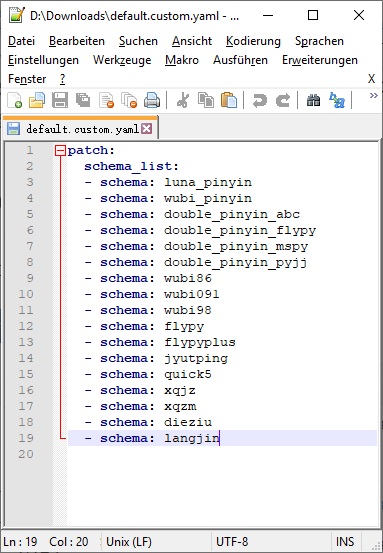 D:\Downloads\default.custom.yaml - ...
Datei Bearbeiten Suchen Ansicht Kodierung Sprachen
Einstellungen Werkzeuge Makro Ausführen Erweiterungen
Fenster ? X
default.custom.yaml
1 patch:
2 schema_list:
3 - schema: luna_pinyin
4 - schema: wubi_pinyin
5 - schema: double_pinyin_abc
6 - schema: double_pinyin_flypy
7 - schema: double_pinyin_mspy
8 - schema: double_pinyin_pyjj
9 - schema: wubi86
10 - schema: wubi091
11 - schema: wubi98
12 - schema: flypy
13 - schema: flypyplus
14 - schema: jyutping
15 - schema: quick5
16 - schema: xqjz
17 - schema: xqzm
18 - schema: dieziu
19 - schema: langjin
20
Ln : 19 Col : 20 Unix (LF) UTF-8 INS